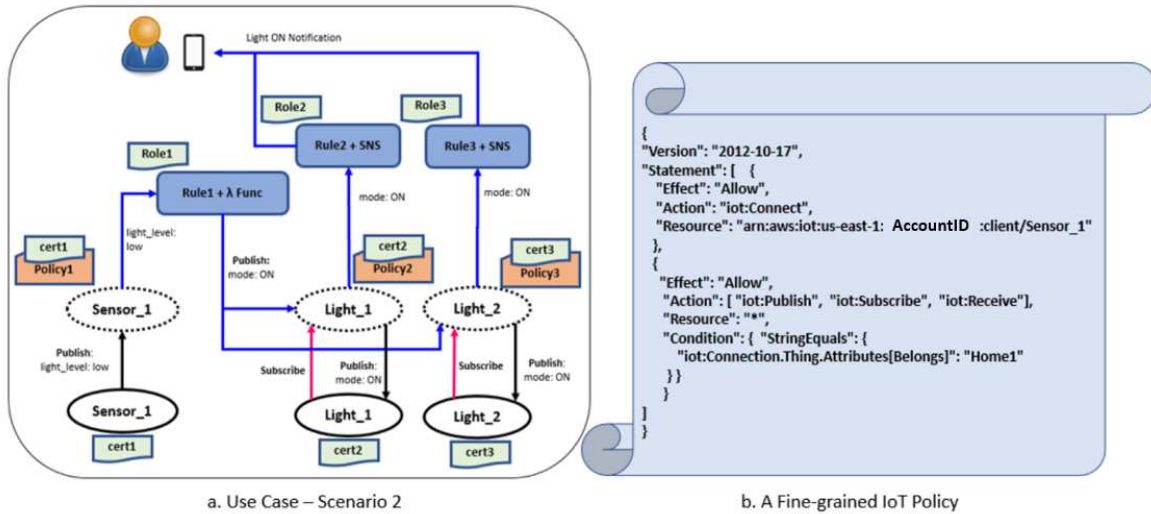 Light ON Notification
Role2
Role3
Rule2 + SNS
Rule3 + SNS
Role1
Rule1 + λ Func
mode: ON
mode: ON
light_level:
low
cert1
Policy1
Publish:
mode: ON
cert2
Policy2
cert3
Policy3
Sensor_1
Light_1
Light_2
Publish:
light_level: low
Subscribe
Publish:
mode: ON
Subscribe
Publish:
mode: ON
Sensor_1
Light_1
Light_2
cert1
cert2
cert3
a. Use Case – Scenario 2
{
"Version": "2012-10-17",
"Statement": [ {
"Effect": "Allow",
"Action": "iot:Connect",
"Resource": "arn:aws:iot:us-east-1: AccountID :client/Sensor_1"
},
{
"Effect": "Allow",
"Action": [ "iot:Publish", "iot:Subscribe", "iot:Receive"],
"Resource": "*",
"Condition": { "StringEquals": {
"iot:Connection.Thing.Attributes[Belongs]": "Home1"
} }
}
]
}
b. A Fine-grained IoT Policy